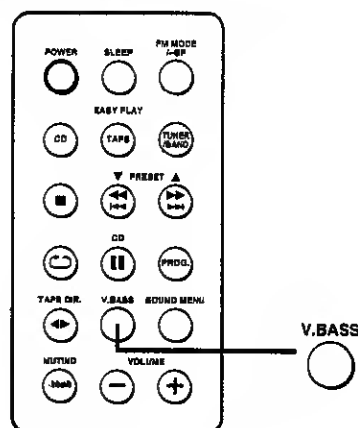 POWER SLEEP FM MODE
EASY PLAY
CD TAPE TUNER
/BAND
▼ PRESET ▲
CD
PROG.
TAPE DIR. V.BASS SOUND MENU
V.BASS
MUTING VOLUME
− +